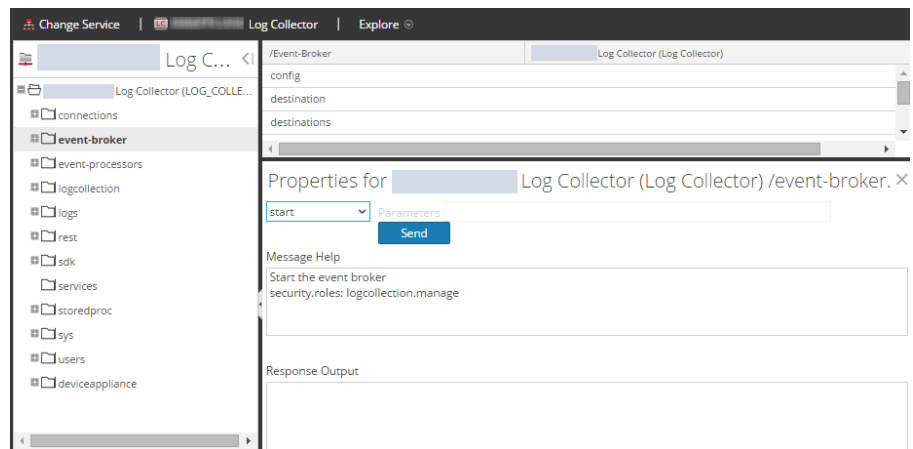 Change Service | Log Collector | Explore
Log C...
Log Collector (LOG_COLLE...
connections
event-broker
event-processors
logcollection
logs
rest
sdk
services
storedproc
sys
users
deviceappliance
/Event-Broker
Log Collector (Log Collector)
config
destination
destinations
Properties for Log Collector (Log Collector) /event-broker.
start
Parameters
Send
Message Help
Start the event broker
security.roles: logcollection.manage
Response Output